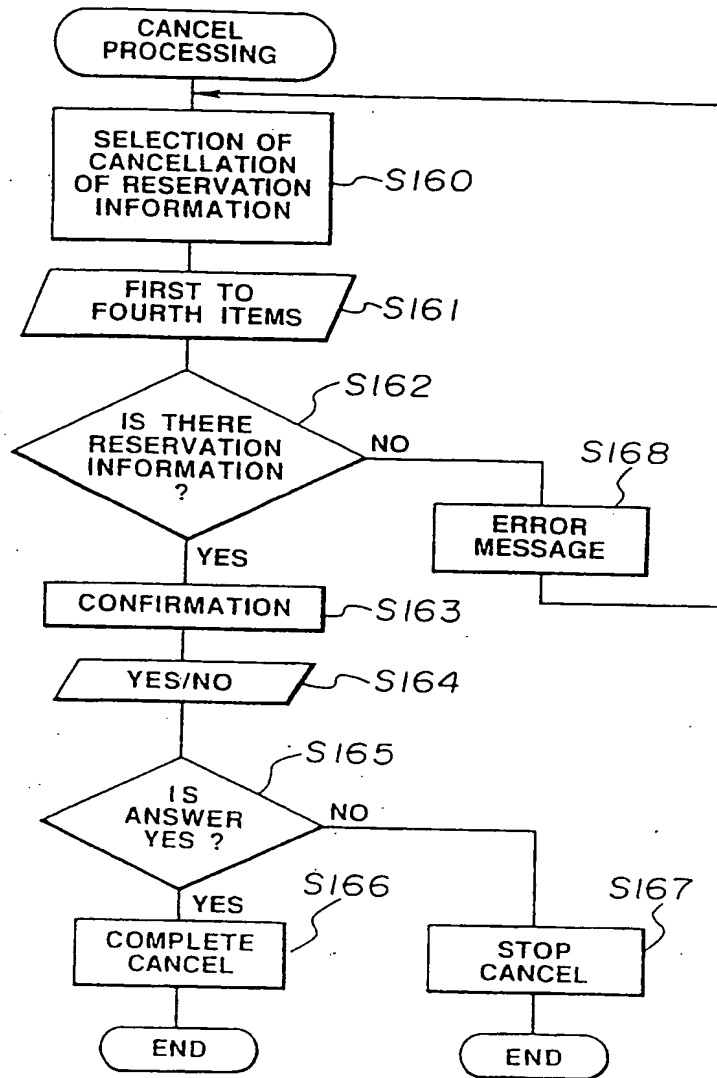 CANCEL
PROCESSING
SELECTION OF
CANCELLATION
OF RESERVATION
INFORMATION
S160
FIRST TO
FOURTH ITEMS
S161
S162
IS THERE
RESERVATION
INFORMATION
?
NO
YES
S168
ERROR
MESSAGE
CONFIRMATION
S163
YES/NO
S164
S165
IS
ANSWER
YES ?
NO
YES
S166
COMPLETE
CANCEL
S167
STOP
CANCEL
END
END